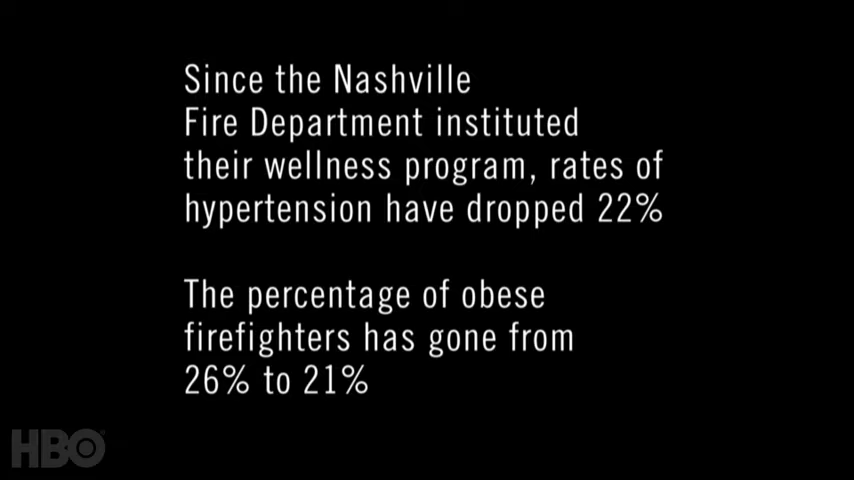 Since the Nashville
Fire Department instituted
their wellness program, rates of
hypertension have dropped 22%
The percentage of obese
firefighters has gone from
26% to 21%
HBO